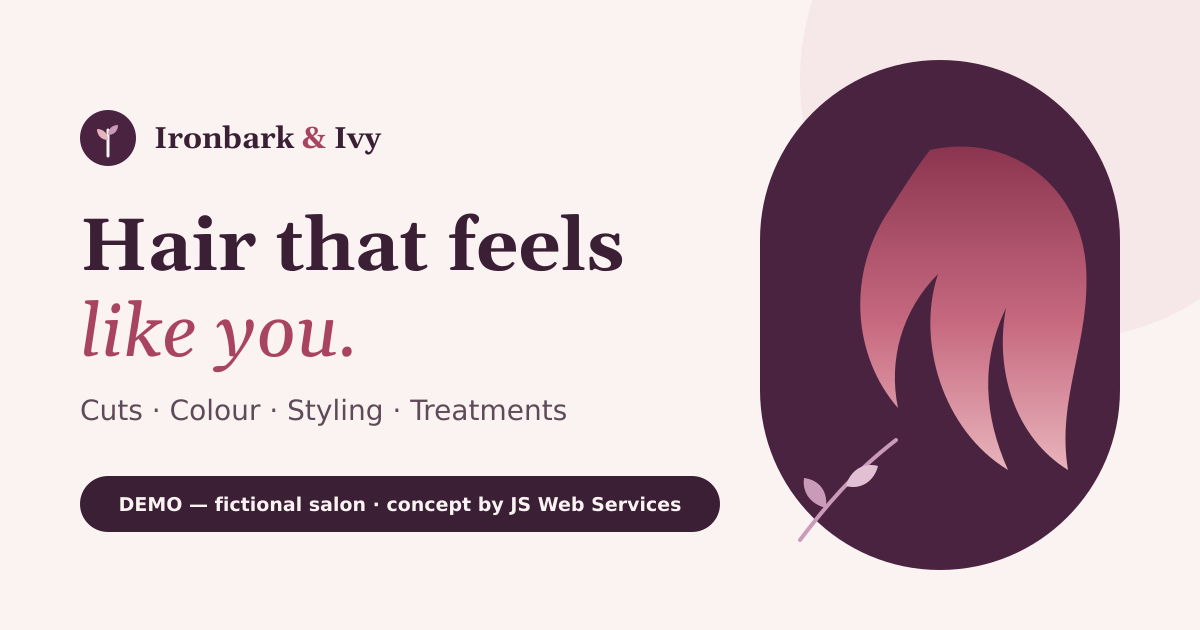 Ironbark & Ivy
Hair that feels
like you.
Cuts · Colour · Styling · Treatments
DEMO — fictional salon · concept by JS Web Services